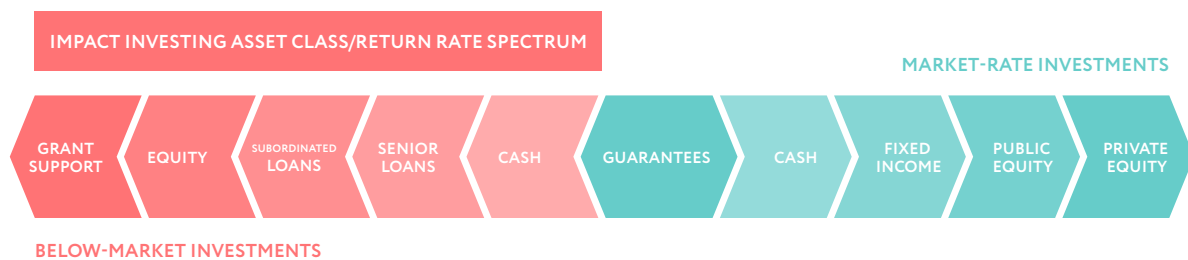 IMPACT INVESTING ASSET CLASS/RETURN RATE SPECTRUM
MARKET-RATE INVESTMENTS
GRANT
SUPPORT
EQUITY
SUBORDINATED
LOANS
SENIOR
LOANS
CASH
GUARANTEES
CASH
FIXED
INCOME
PUBLIC
EQUITY
PRIVATE
EQUITY
BELOW-MARKET INVESTMENTS